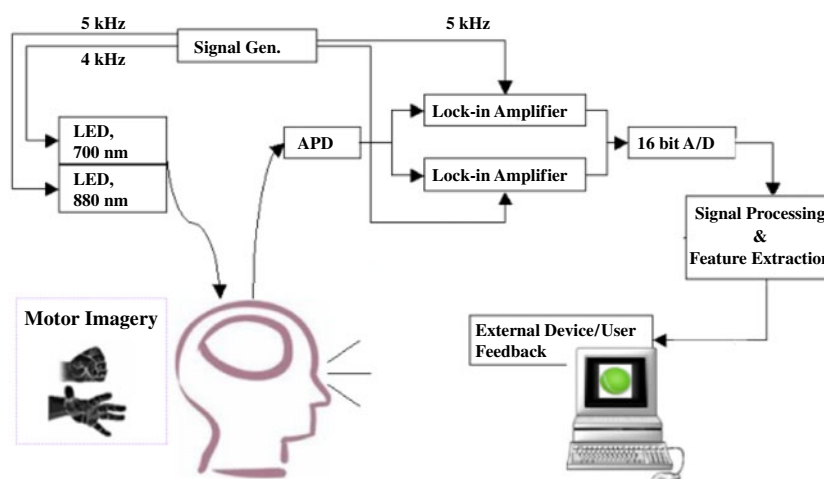 5 kHz
4 kHz
Signal Gen.
5 kHz
LED,
700 nm
LED,
880 nm
APD
Lock-in Amplifier
Lock-in Amplifier
16 bit A/D
Signal Processing
&
Feature Extraction
Motor Imagery
External Device/User
Feedback